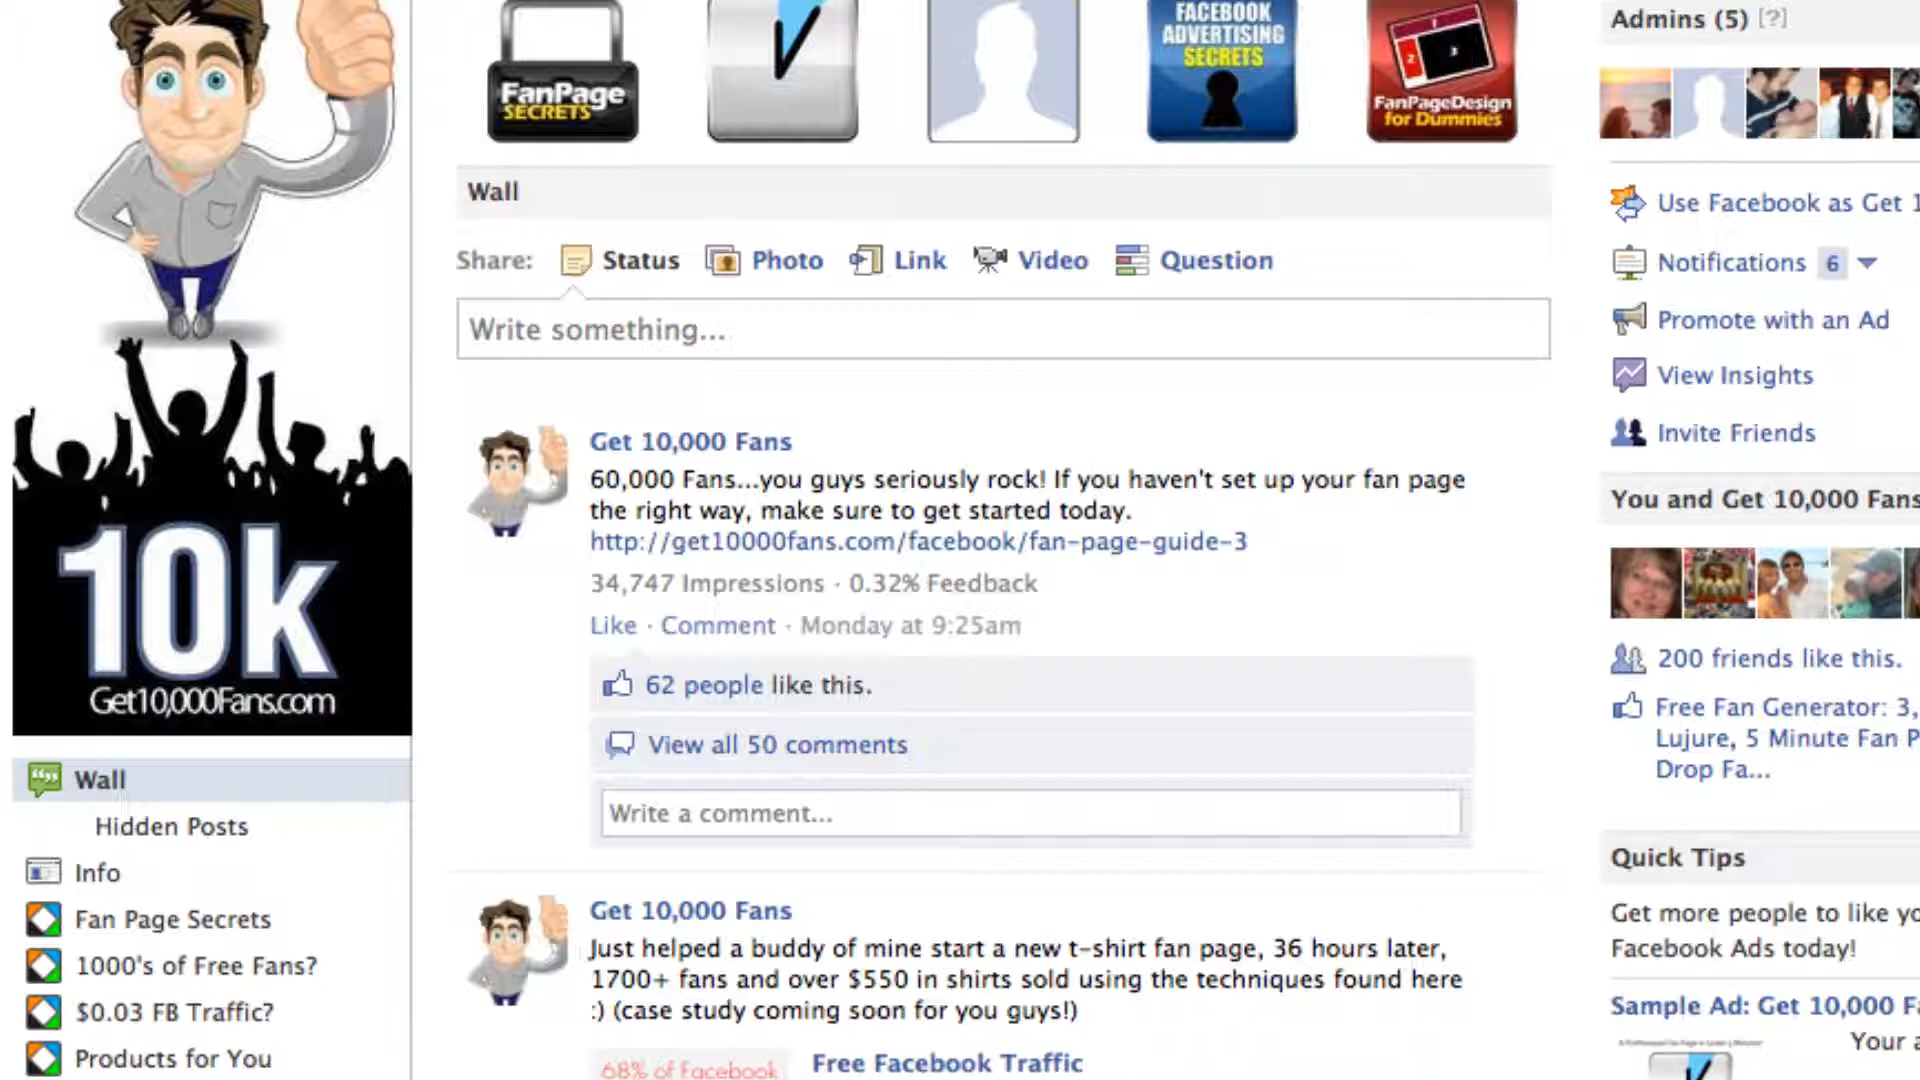 FanPage
SECRETS
FACEBOOK
ADVERTISING
SECRETS
1
2
3
FanPageDesign
for Dummies
10k
Get10,000Fans.com
Wall
Hidden Posts
Info
Fan Page Secrets
1000's of Free Fans?
$0.03 FB Traffic?
Products for You
Wall
Share: Status Photo Link Video Question
Write something...
Get 10,000 Fans
60,000 Fans...you guys seriously rock! If you haven't set up your fan page
the right way, make sure to get started today.
http://get10000fans.com/facebook/fan-page-guide-3
34,747 Impressions · 0.32% Feedback
Like · Comment · Monday at 9:25am
62 people like this.
View all 50 comments
Write a comment...
Get 10,000 Fans
Just helped a buddy of mine start a new t-shirt fan page, 36 hours later,
1700+ fans and over $550 in shirts sold using the techniques found here
:) (case study coming soon for you guys!)
68% of Facebook
Free Facebook Traffic
Admins (5) [?]
Use Facebook as Get 1
Notifications 6
Promote with an Ad
View Insights
Invite Friends
You and Get 10,000 Fans
200 friends like this.
Free Fan Generator: 3,
Lujure, 5 Minute Fan P
Drop Fa...
Quick Tips
Get more people to like yo
Facebook Ads today!
Sample Ad: Get 10,000 F
Your a